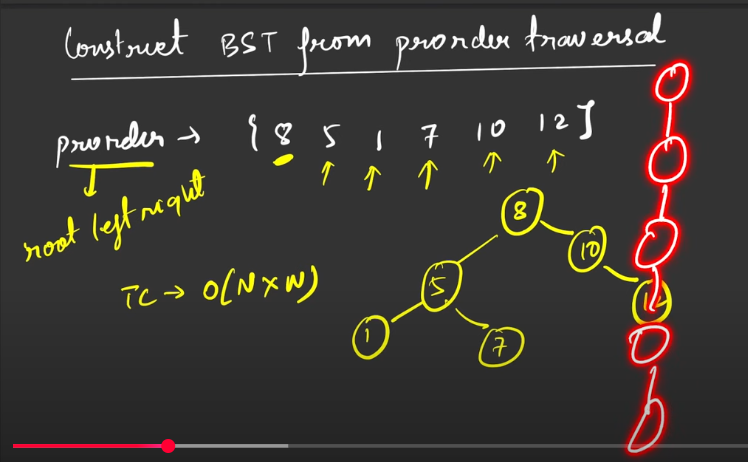 Construct BST from preorder traversal
preorder → { 8 5 1 7 10 12 }
root left right
TC → O(N x N)
8
10
5
12
1
7